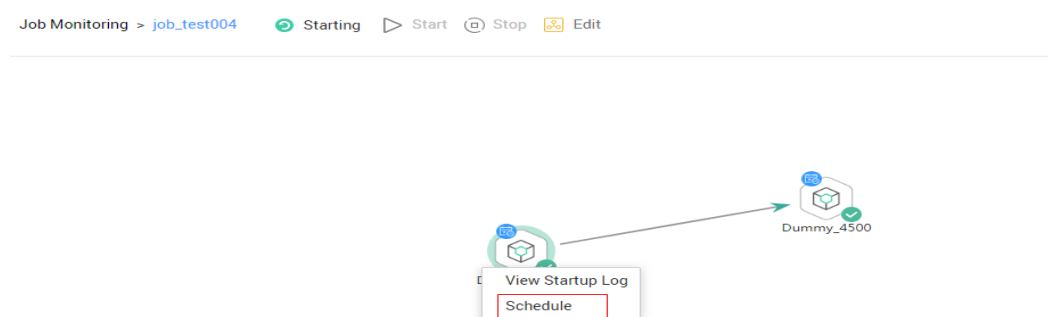 Job Monitoring > job_test004 Starting Start Stop Edit
Dummy_4500
D
View Startup Log
Schedule